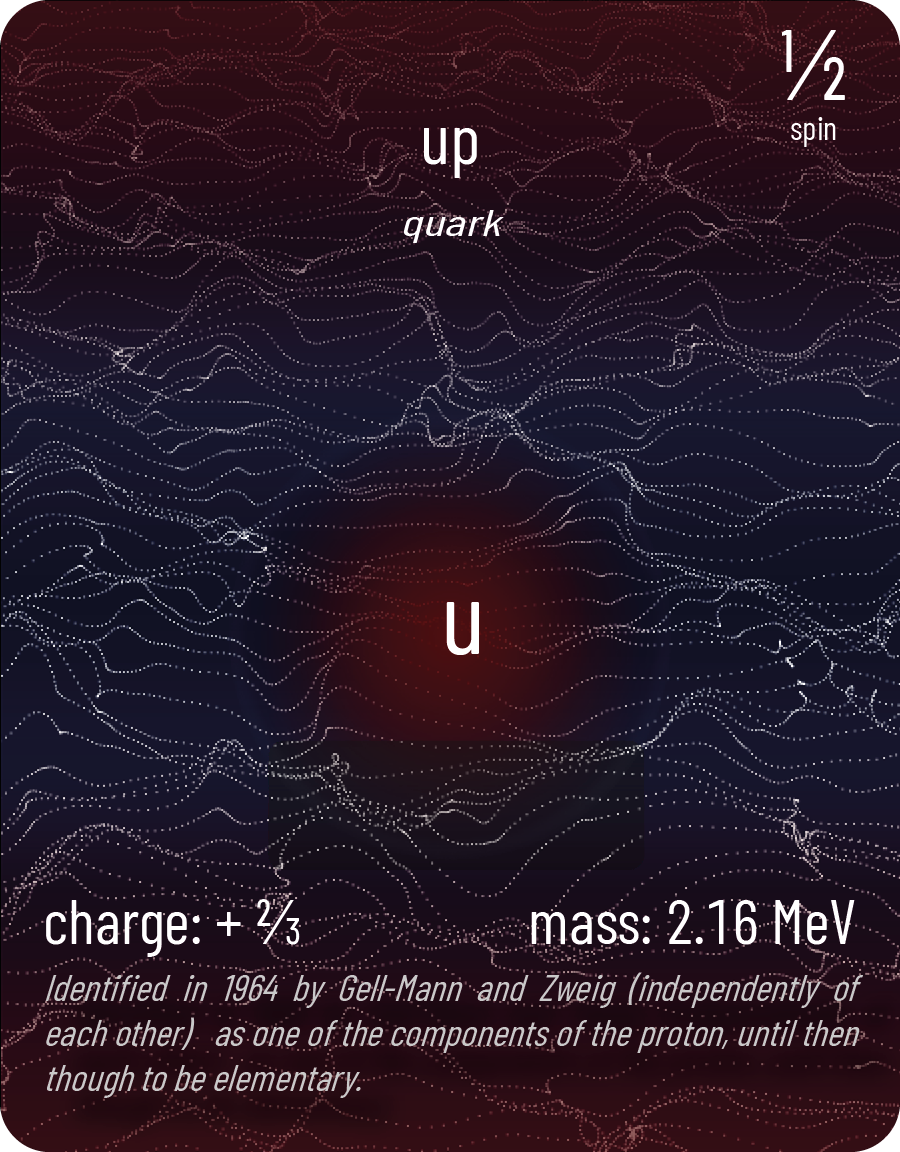 ½
spin
up
quark
u
charge: + ⅔
mass: 2.16 MeV
Identified in 1964 by Gell-Mann and Zweig (independently of
each other) as one of the components of the proton, until then
though to be elementary.